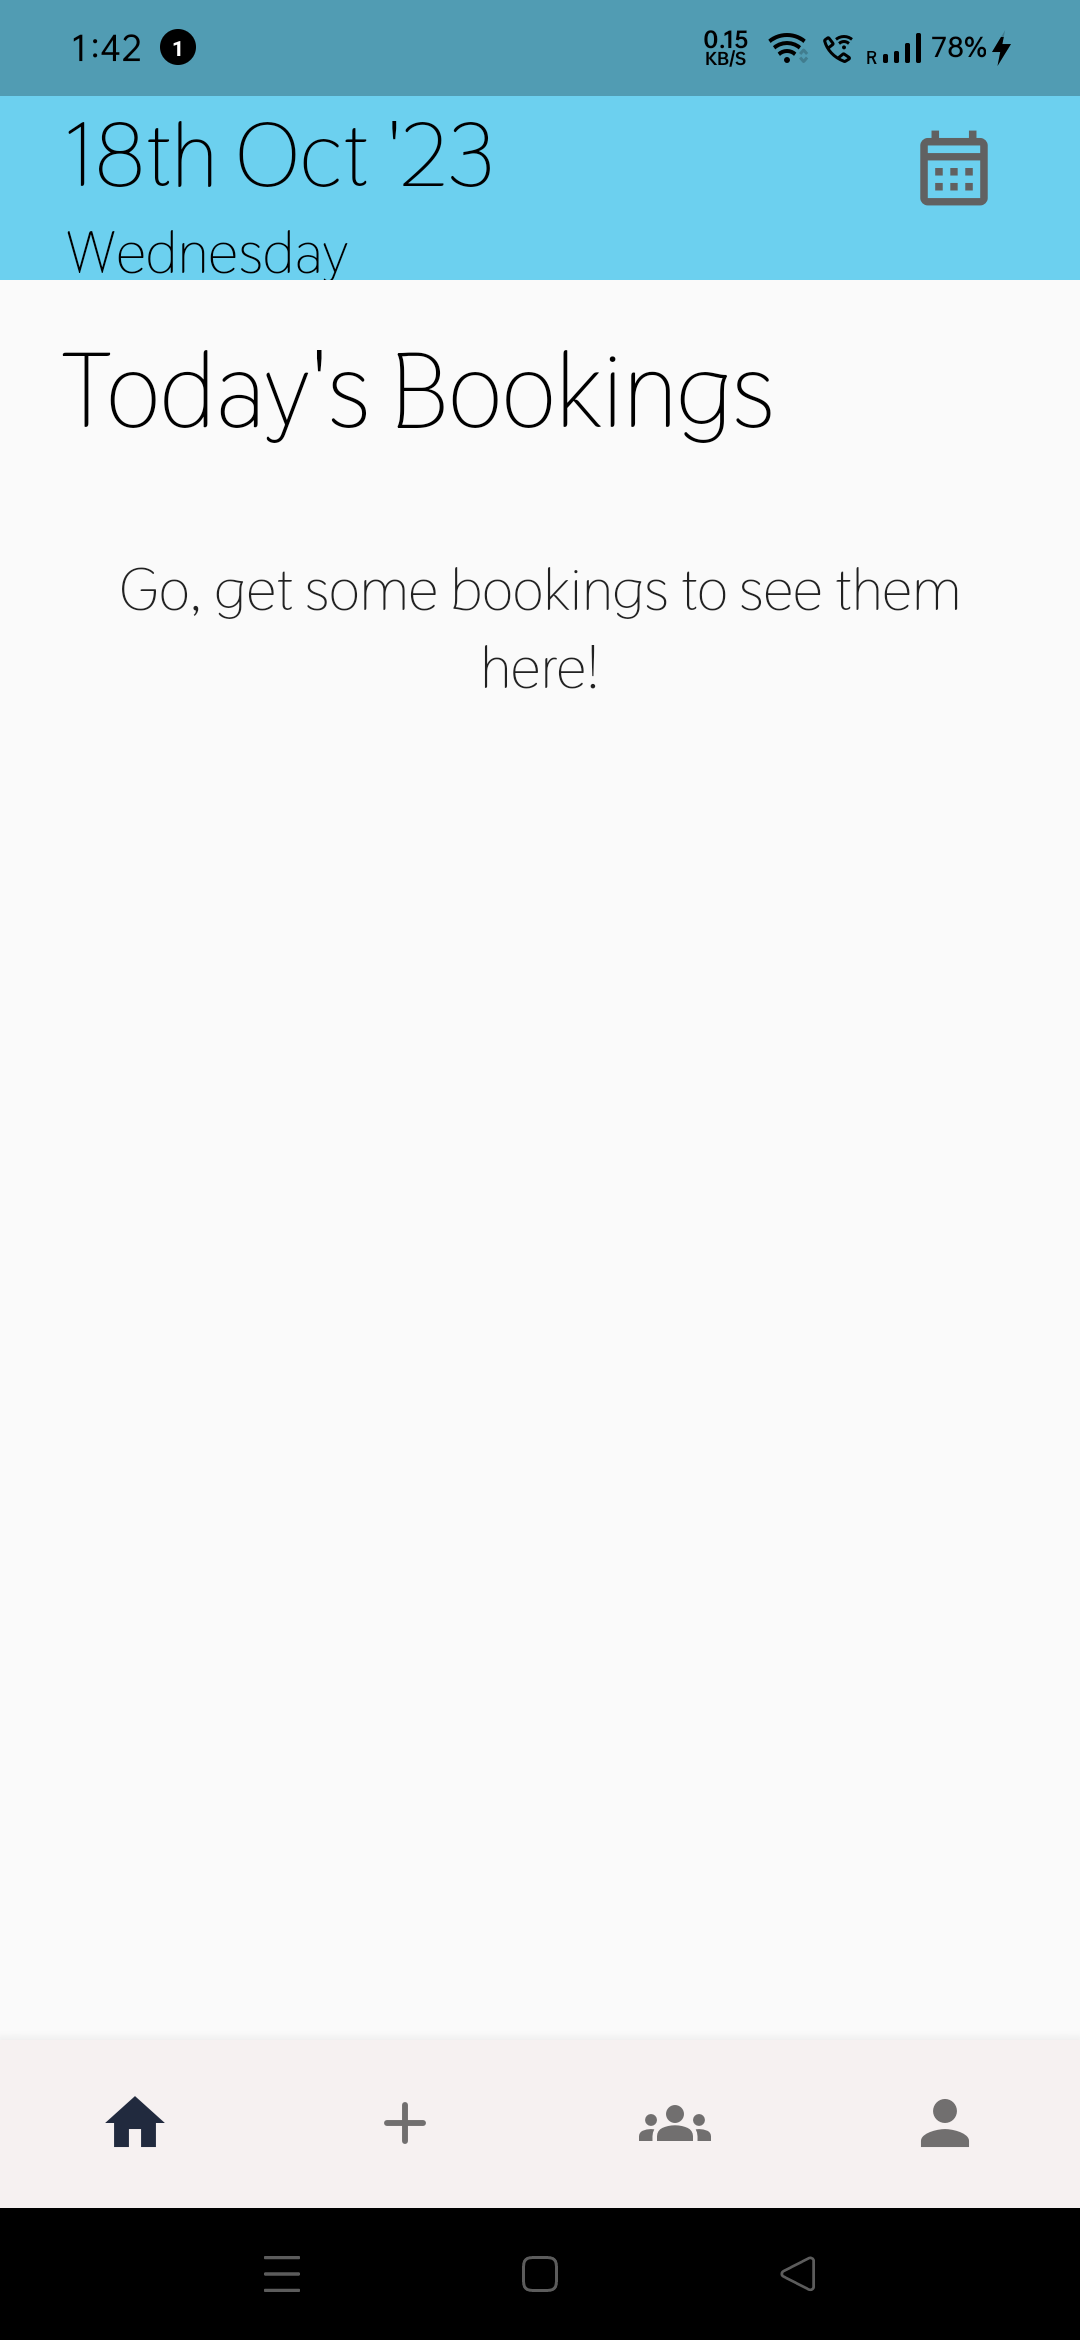 1:42 1 0.15 KB/S R 78%
18th Oct '23
Wednesday
Today's Bookings
Go, get some bookings to see them
here!